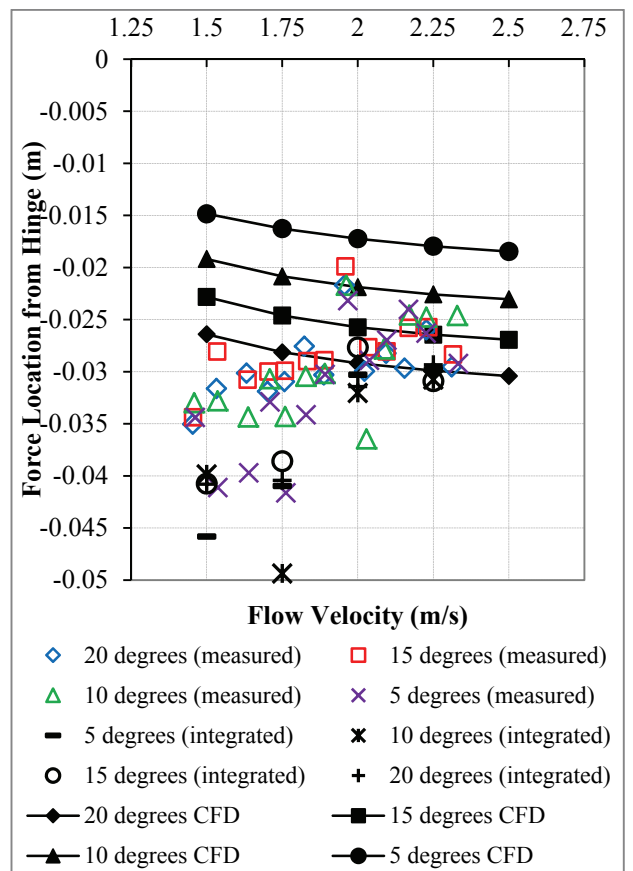 1.25 1.5 1.75 2 2.25 2.5 2.75
0
-0.005
-0.01
-0.015
-0.02
-0.025
-0.03
-0.035
-0.04
-0.045
-0.05
Force Location from Hinge (m)
Flow Velocity (m/s)
20 degrees (measured) 15 degrees (measured)
10 degrees (measured) 5 degrees (measured)
5 degrees (integrated) 10 degrees (integrated)
15 degrees (integrated) 20 degrees (integrated)
20 degrees CFD 15 degrees CFD
10 degrees CFD 5 degrees CFD